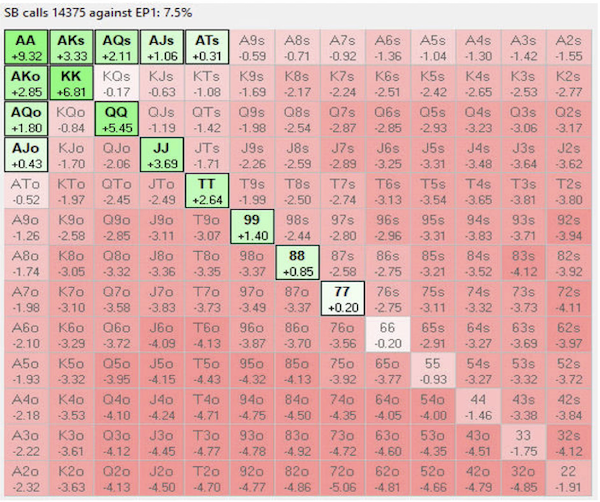 SB calls 14375 against EP1: 7.5%
AA AKs AQs AJs ATs A9s A8s A7s A6s A5s A4s A3s A2s
+9.32 +3.33 +2.11 +1.06 +0.31 -0.59 -0.71 -0.92 -1.36 -1.04 -1.30 -1.42 -1.55
AKo KK KQs KJs KTs K9s K8s K7s K6s K5s K4s K3s K2s
+2.85 +6.81 -0.17 -0.63 -1.08 -1.69 -2.17 -2.24 -2.51 -2.42 -2.65 -2.53 -2.77
AQo KQo QQ QJs QTs Q9s Q8s Q7s Q6s Q5s Q4s Q3s Q2s
+1.80 -0.84 +5.45 -1.19 -1.42 -1.98 -2.54 -2.87 -2.85 -2.93 -3.23 -3.06 -3.17
AJo KJo QJo JJ JTs J9s J8s J7s J6s J5s J4s J3s J2s
+0.43 -1.70 -2.06 +3.69 -1.71 -2.26 -2.59 -2.89 -3.25 -3.31 -3.48 -3.64 -3.62
ATo KTo QTo JTo TT T9s T8s T7s T6s T5s T4s T3s T2s
-0.52 -1.97 -2.45 -2.49 +2.64 -1.99 -2.50 -2.74 -3.13 -3.54 -3.65 -3.81 -3.80
A9o K9o Q9o J9o T9o 99 98s 97s 96s 95s 94s 93s 92s
-1.26 -2.58 -2.85 -3.11 -3.07 +1.40 -2.44 -2.80 -2.96 -3.31 -3.83 -3.71 -3.94
A8o K8o Q8o J8o T8o 98o 88 87s 86s 85s 84s 83s 82s
-1.74 -3.05 -3.32 -3.36 -3.35 -3.37 +0.85 -2.58 -2.75 -3.21 -3.52 -4.12 -3.92
A7o K7o Q7o J7o T7o 97o 87o 77 76s 75s 74s 73s 72s
-1.98 -3.10 -3.58 -3.83 -3.73 -3.49 -3.37 +0.20 -2.75 -3.11 -3.32 -3.73 -4.11
A6o K6o Q6o J6o T6o 96o 86o 76o 66 65s 64s 63s 62s
-2.10 -3.29 -3.72 -4.09 -4.13 -3.87 -3.70 -3.56 -0.20 -2.91 -3.27 -3.69 -3.97
A5o K5o Q5o J5o T5o 95o 85o 75o 65o 55 54s 53s 52s
-1.93 -3.32 -3.95 -4.15 -4.43 -4.32 -4.13 -3.92 -3.77 -0.93 -3.27 -3.32 -3.72
A4o K4o Q4o J4o T4o 94o 84o 74o 64o 54o 44 43s 42s
-2.18 -3.53 -4.10 -4.24 -4.71 -4.75 -4.50 -4.35 -4.05 -4.00 -1.46 -3.38 -3.84
A3o K3o Q3o J3o T3o 93o 83o 73o 63o 53o 43o 33 32s
-2.22 -3.61 -4.12 -4.45 -4.77 -4.78 -4.92 -4.72 -4.60 -4.35 -4.51 -1.75 -4.12
A2o K2o Q2o J2o T2o 92o 82o 72o 62o 52o 42o 32o 22
-2.32 -3.63 -4.13 -4.50 -4.70 -4.77 -4.86 -5.06 -4.81 -4.66 -4.79 -4.85 -1.91